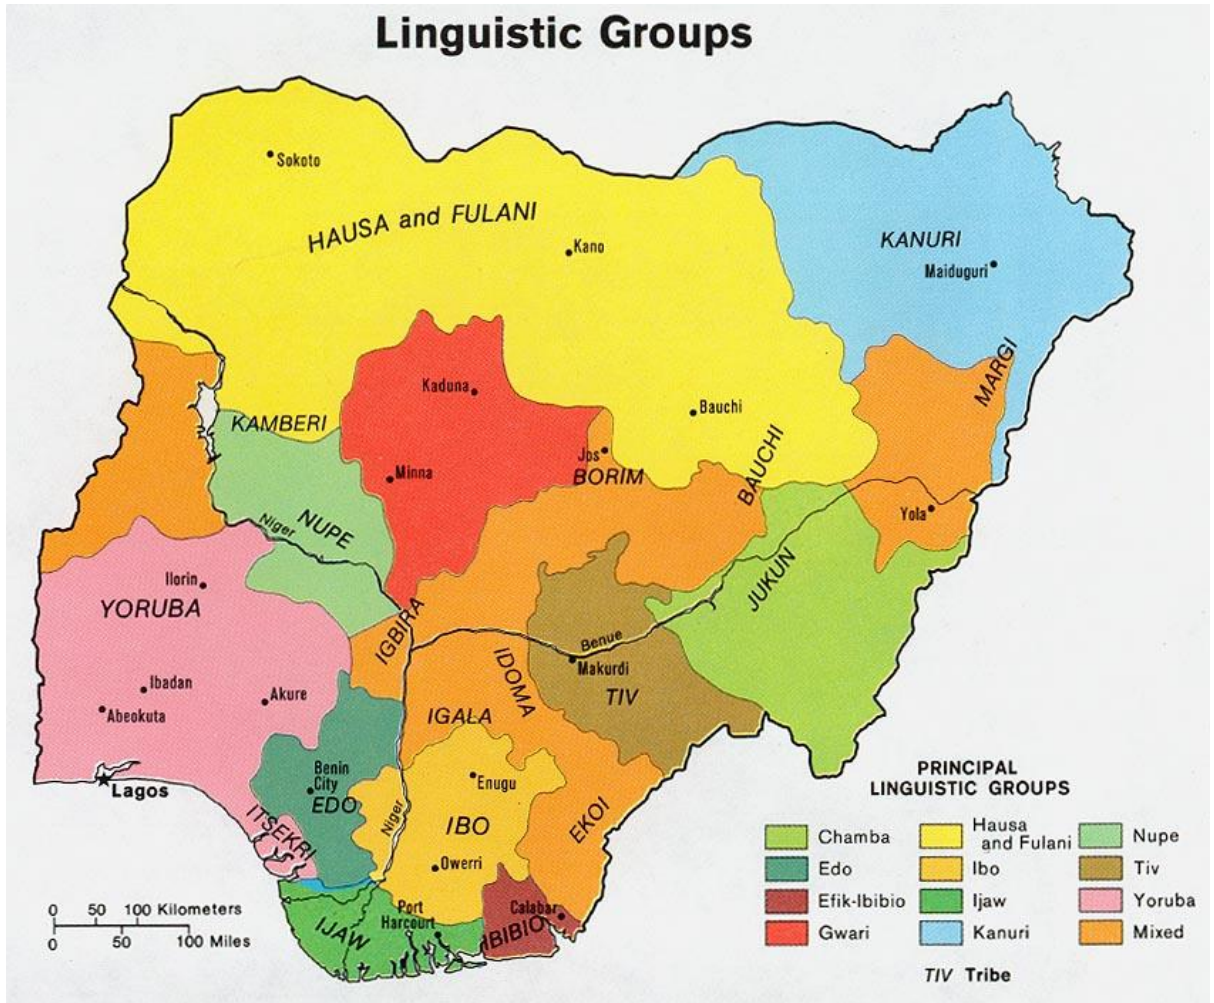 Linguistic Groups
Sokoto
HAUSA and FULANI
Kano
KANURI
Maiduguri
MARGI
Kaduna
Bauchi
KAMBERI
BAUCHI
Jos
BORIM
Minna
Yola
NUPE
Niger
JUKUN
Ilorin
YORUBA
IGBIRA
Benue
Makurdi
IDOMA
TIV
Ibadan
Akure
Abeokuta
IGALA
Lagos
Benin
City
EDO
Enugu
Niger
IBO
EKOI
ITSEKRI
Owerri
Port
Harcourt
Calabar
IJAW
IBIBIO
0 50 100 Kilometers
0 50 100 Miles
PRINCIPAL
LINGUISTIC GROUPS
Chamba
Edo
Efik-Ibibio
Gwari
Hausa
and Fulani
Ibo
Ijaw
Kanuri
Nupe
Tiv
Yoruba
Mixed
TIV Tribe